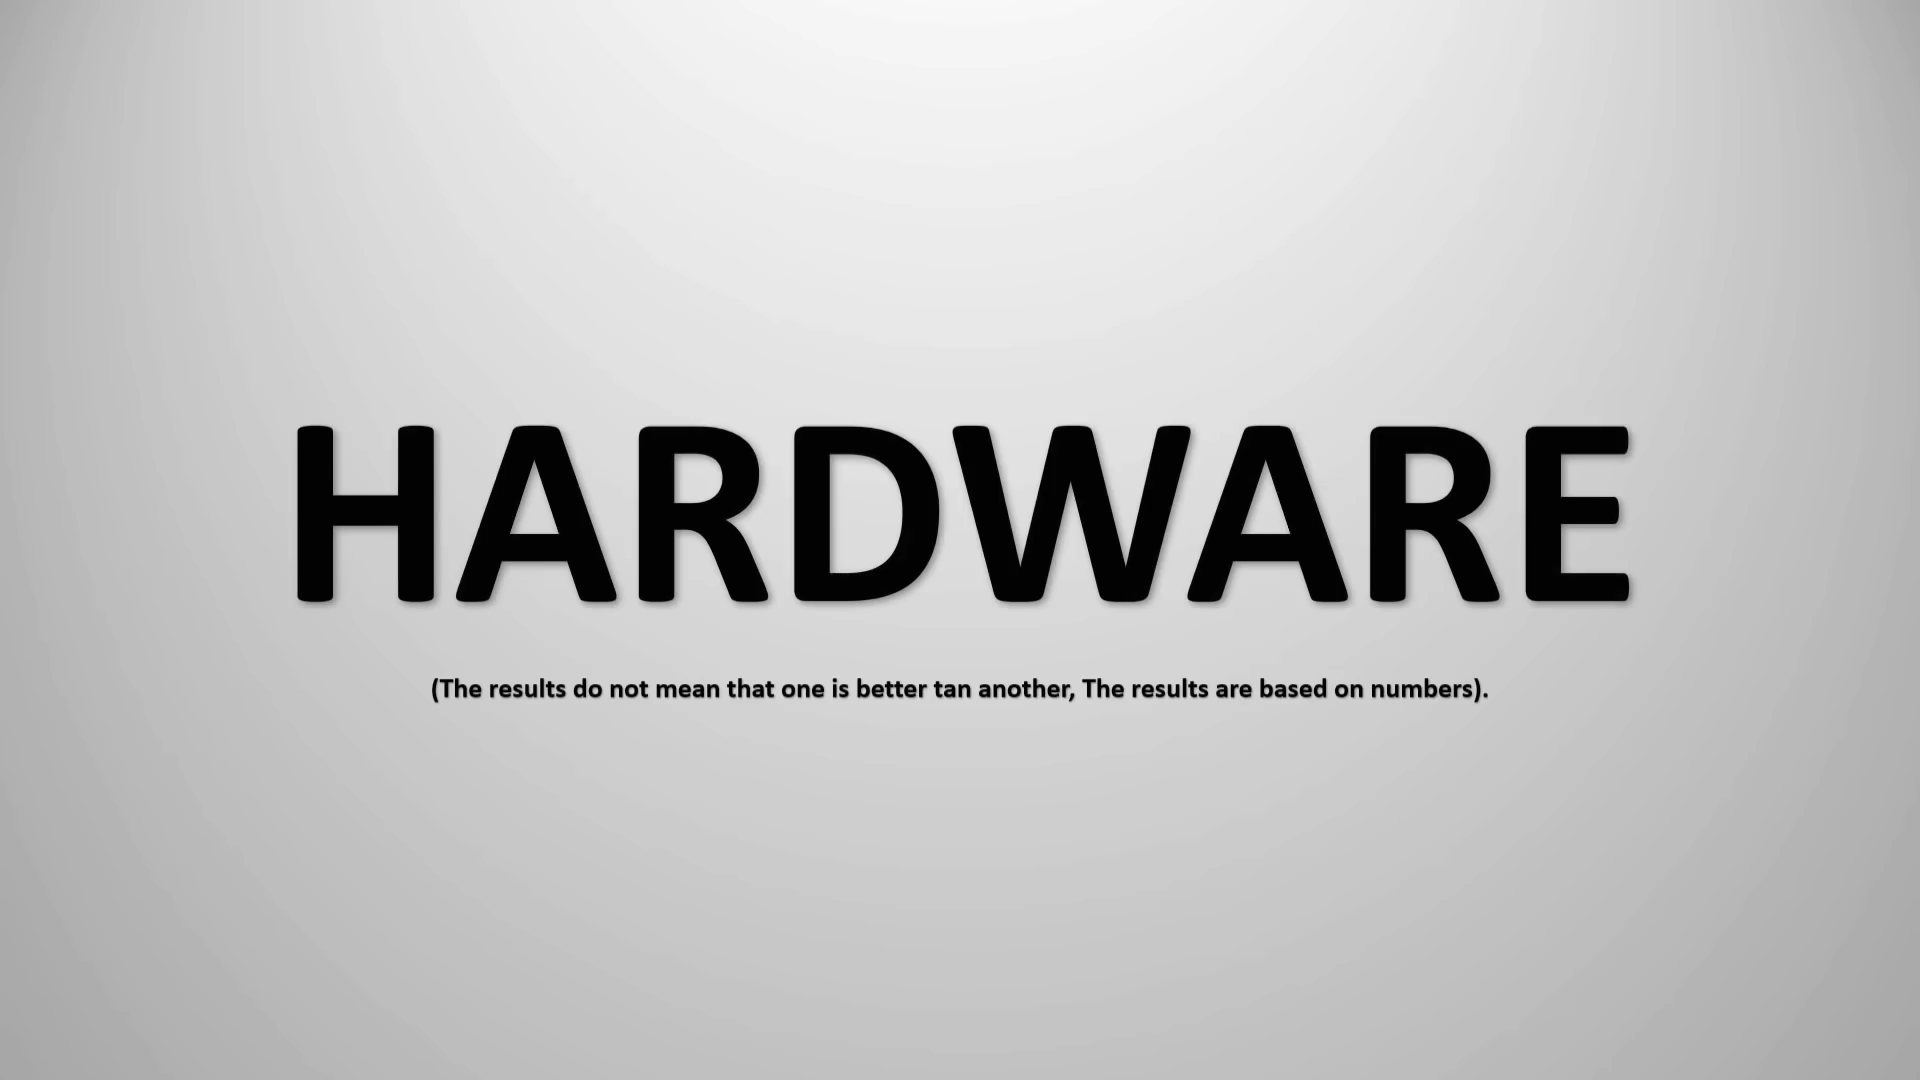 HARDWARE
(The results do not mean that one is better tan another, The results are based on numbers).